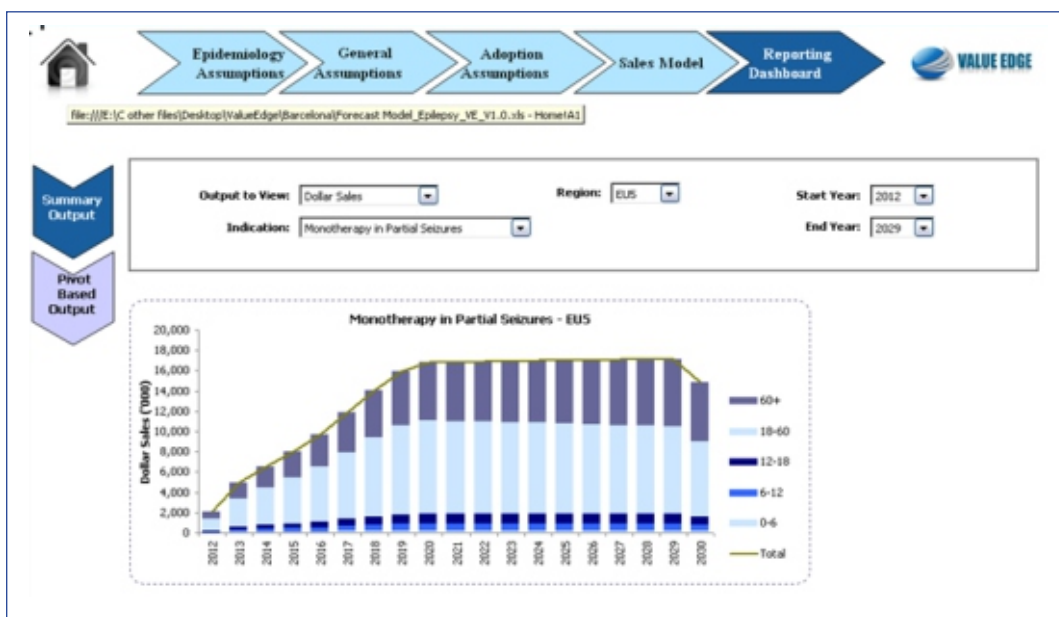 Epidemiology
Assumptions
General
Assumptions
Adoption
Assumptions
Sales Model
Reporting
Dashboard
VALUE EDGE
file:///E:\C other files\Desktop\ValueEdge\Barcelona\Forecast Model_Epilepsy_VE_V1.0.xls - Home!A1
Summary
Output
Pivot
Based
Output
Output to View: Dollar Sales
Region: EU5
Start Year: 2012
Indication: Monotherapy in Partial Seizures
End Year: 2029
Monotherapy in Partial Seizures - EU5
Dollar Sales ('000)
20,000
18,000
16,000
14,000
12,000
10,000
8,000
6,000
4,000
2,000
0
2012 2013 2014 2015 2016 2017 2018 2019 2020 2021 2022 2023 2024 2025 2026 2027 2028 2029 2030
60+
18-60
12-18
6-12
0-6
Total